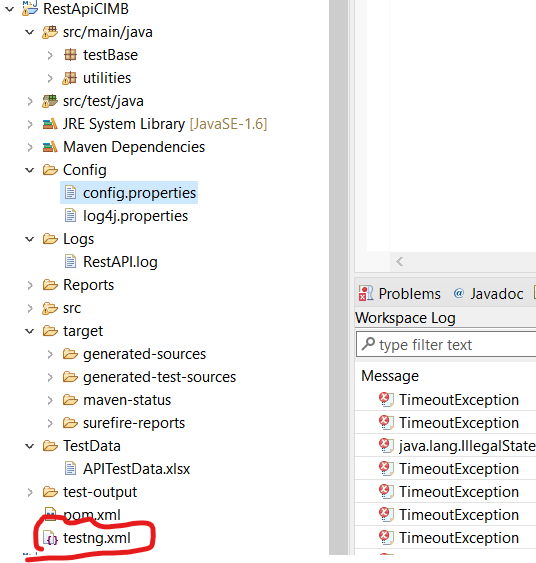 RestApiCIMB
src/main/java
testBase
utilities
src/test/java
JRE System Library [JavaSE-1.6]
Maven Dependencies
Config
config.properties
log4j.properties
Logs
RestAPI.log
Reports
src
target
generated-sources
generated-test-sources
maven-status
surefire-reports
TestData
APITestData.xlsx
test-output
pom.xml
testng.xml
Problems @ Javadoc
Workspace Log
type filter text
Message
TimeoutException
TimeoutException
java.lang.IllegalState
TimeoutException
TimeoutException
TimeoutException
TimeoutException